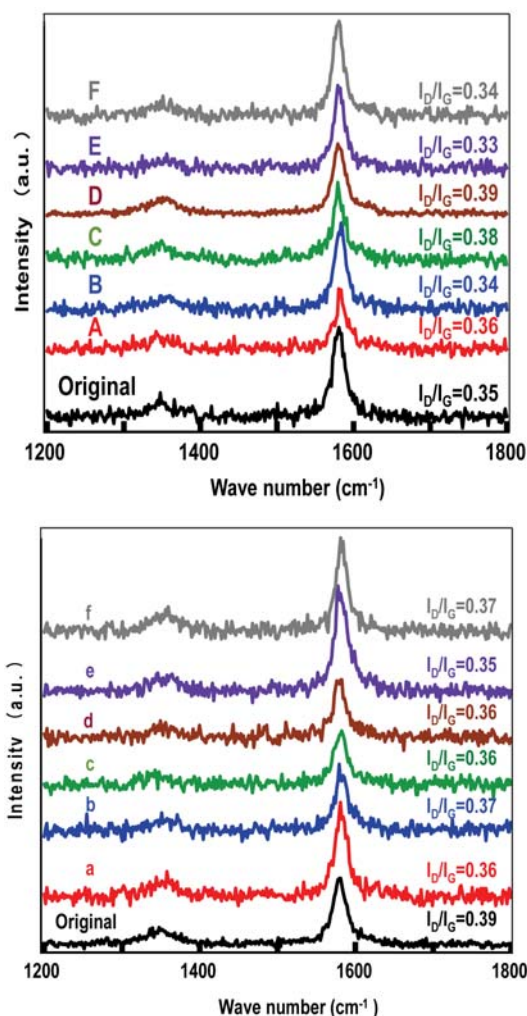 F I_D/I_G=0.34
E I_D/I_G=0.33
D I_D/I_G=0.39
C I_D/I_G=0.38
B I_D/I_G=0.34
A I_D/I_G=0.36
Original I_D/I_G=0.35
Intensity (a.u.)
1200 1400 1600 1800
Wave number (cm⁻¹)
f I_D/I_G=0.37
e I_D/I_G=0.35
d I_D/I_G=0.36
c I_D/I_G=0.36
b I_D/I_G=0.37
a I_D/I_G=0.36
Original I_D/I_G=0.39
Intensity (a.u.)
1200 1400 1600 1800
Wave number (cm⁻¹)